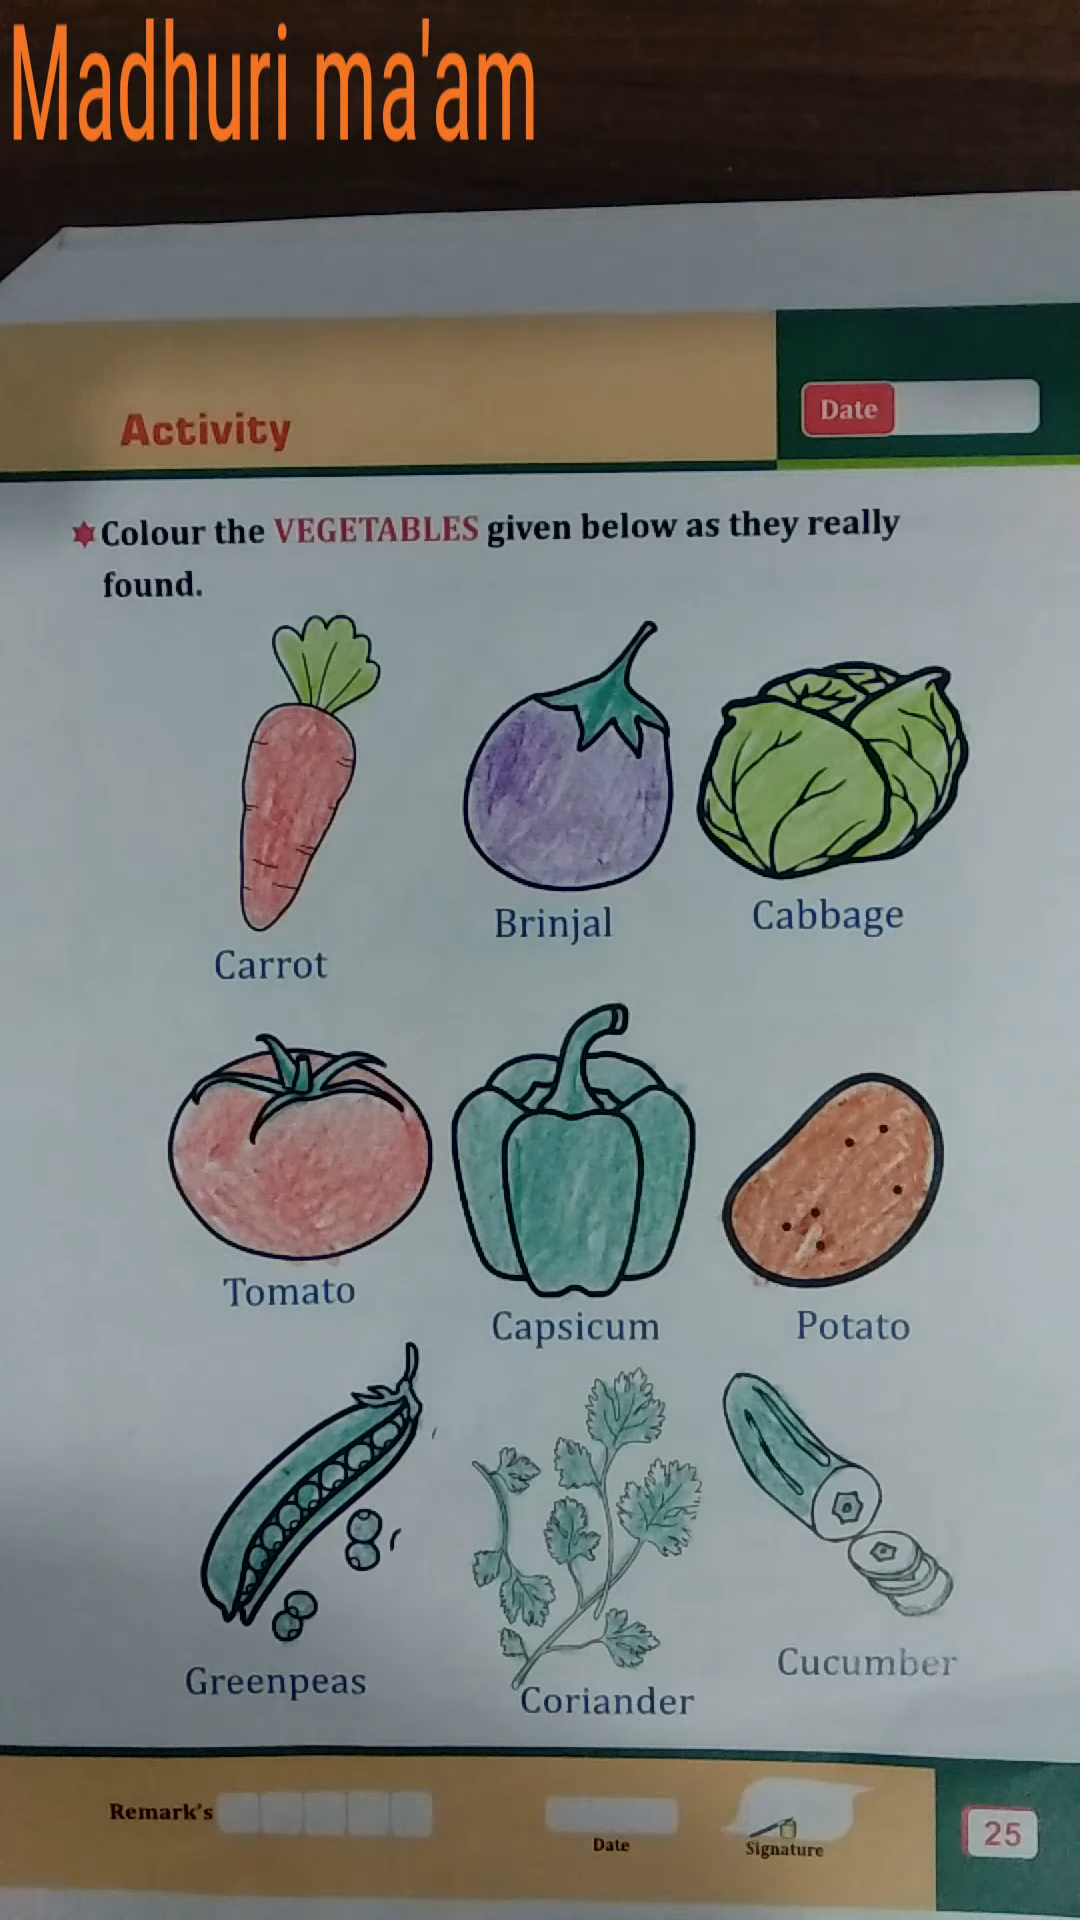 Madhuri ma'am
Activity
Date
Colour the VEGETABLES given below as they really
found.
Carrot
Brinjal
Cabbage
Tomato
Capsicum
Potato
Greenpeas
Coriander
Cucumber
Remark's
Date
Signature
25